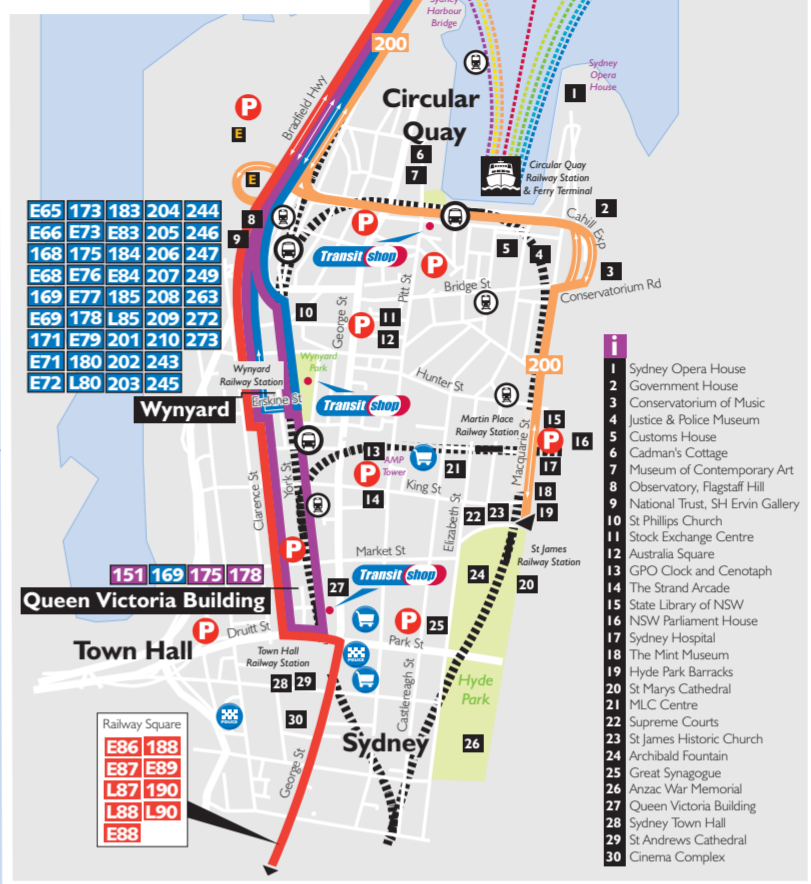 Sydney
Harbour
Bridge
200
Sydney
Opera
House
1
P
Bradfield Hwy
Circular
Quay
E
6
7
E
Circular Quay
Railway Station
& Ferry Terminal
2
8
9
P
Cahill Exp
E65 173 183 204 244
E66 E73 E83 205 246
168 175 184 206 247
E68 E76 E84 207 249
169 E77 185 208 263
E69 178 L85 209 272
171 E79 201 210 273
E71 180 202 243
E72 L80 203 245
Transit shop
P
5
4
3
Bridge St
Conservatorium Rd
George St
Pitt St
10
P
11
12
Wynyard
Park
Wynyard
Railway Station
Hunter St
200
Erskine St
Wynyard
Transit shop
Martin Place
Railway Station
Macquarie St
15
P
16
17
13
AMP
Tower
P
14
21
King St
18
19
Clarence St
York St
Elizabeth St
22
23
P
Market St
St James
Railway Station
151 169 175 178
Queen Victoria Building
27
Transit shop
24
20
P
Druitt St
P
25
Park St
Town Hall
Town Hall
Railway Station
POLICE
28
29
Castlereagh St
Hyde
Park
POLICE
30
Sydney
26
George St
Railway Square
E86 188
E87 E89
L87 190
L88 L90
E88
i
1 Sydney Opera House
2 Government House
3 Conservatorium of Music
4 Justice & Police Museum
5 Customs House
6 Cadman's Cottage
7 Museum of Contemporary Art
8 Observatory, Flagstaff Hill
9 National Trust, SH Ervin Gallery
10 St Phillips Church
11 Stock Exchange Centre
12 Australia Square
13 GPO Clock and Cenotaph
14 The Strand Arcade
15 State Library of NSW
16 NSW Parliament House
17 Sydney Hospital
18 The Mint Museum
19 Hyde Park Barracks
20 St Marys Cathedral
21 MLC Centre
22 Supreme Courts
23 St James Historic Church
24 Archibald Fountain
25 Great Synagogue
26 Anzac War Memorial
27 Queen Victoria Building
28 Sydney Town Hall
29 St Andrews Cathedral
30 Cinema Complex